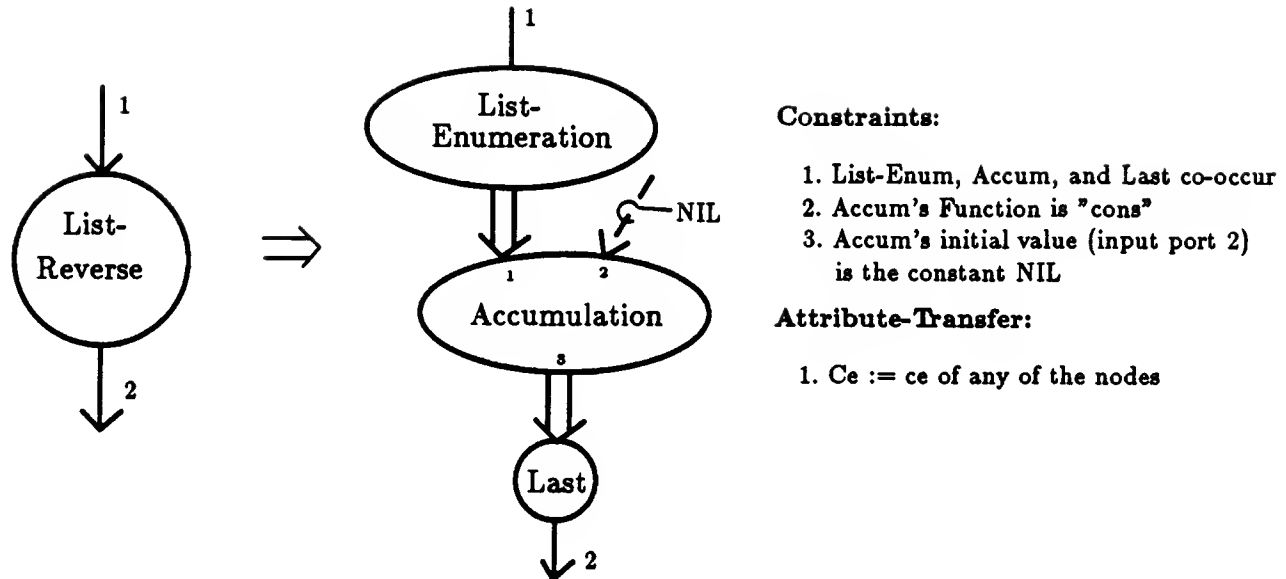 1
List-
Reverse
2
1
List-
Enumeration
NIL
1 2
Accumulation
3
Last
2
Constraints:
1. List-Enum, Accum, and Last co-occur
2. Accum's Function is "cons"
3. Accum's initial value (input port 2)
is the constant NIL
Attribute-Transfer:
1. Ce := ce of any of the nodes